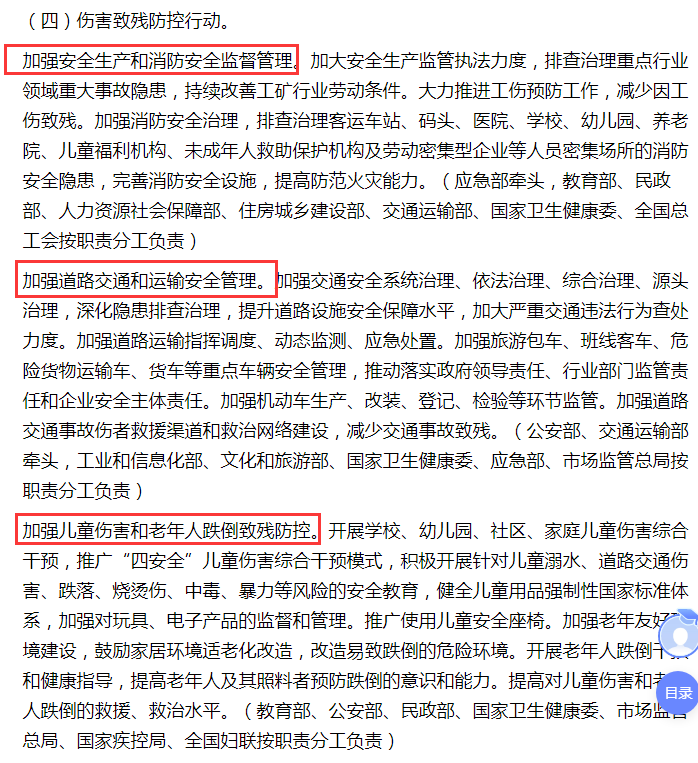 （四）伤害致残防控行动。
加强安全生产和消防安全监督管理。加大安全生产监管执法力度，排查治理重点行业
领域重大事故隐患，持续改善工矿行业劳动条件。大力推进工伤预防工作，减少因工
伤致残。加强消防安全治理，排查治理客运车站、码头、医院、学校、幼儿园、养老
院、儿童福利机构、未成年人救助保护机构及劳动密集型企业等人员密集场所的消防
安全隐患，完善消防安全设施，提高防范火灾能力。（应急部牵头，教育部、民政
部、人力资源社会保障部、住房城乡建设部、交通运输部、国家卫生健康委、全国总
工会按职责分工负责）
加强道路交通和运输安全管理。加强交通安全系统治理、依法治理、综合治理、源头
治理，深化隐患排查治理，提升道路设施安全保障水平，加大严重交通违法行为查处
力度。加强道路运输指挥调度、动态监测、应急处置。加强旅游包车、班线客车、危
险货物运输车、货车等重点车辆安全管理，推动落实政府领导责任、行业部门监管责
任和企业安全主体责任。加强机动车生产、改装、登记、检验等环节监管。加强道路
交通事故伤者救援渠道和救治网络建设，减少交通事故致残。（公安部、交通运输部
牵头，工业和信息化部、文化和旅游部、国家卫生健康委、应急部、市场监管总局按
职责分工负责）
加强儿童伤害和老年人跌倒致残防控。开展学校、幼儿园、社区、家庭儿童伤害综合
干预，推广“四安全”儿童伤害综合干预模式，积极开展针对儿童溺水、道路交通伤
害、跌落、烧烫伤、中毒、暴力等风险的安全教育，健全儿童用品强制性国家标准体
系，加强对玩具、电子产品的监督和管理。推广使用儿童安全座椅。加强老年友好
境建设，鼓励家居环境适老化改造，改造易致跌倒的危险环境。开展老年人跌倒干预
和健康指导，提高老年人及其照料者预防跌倒的意识和能力。提高对儿童伤害和老
人跌倒的救援、救治水平。（教育部、公安部、民政部、国家卫生健康委、市场监管
总局、国家疾控局、全国妇联按职责分工负责）
目录